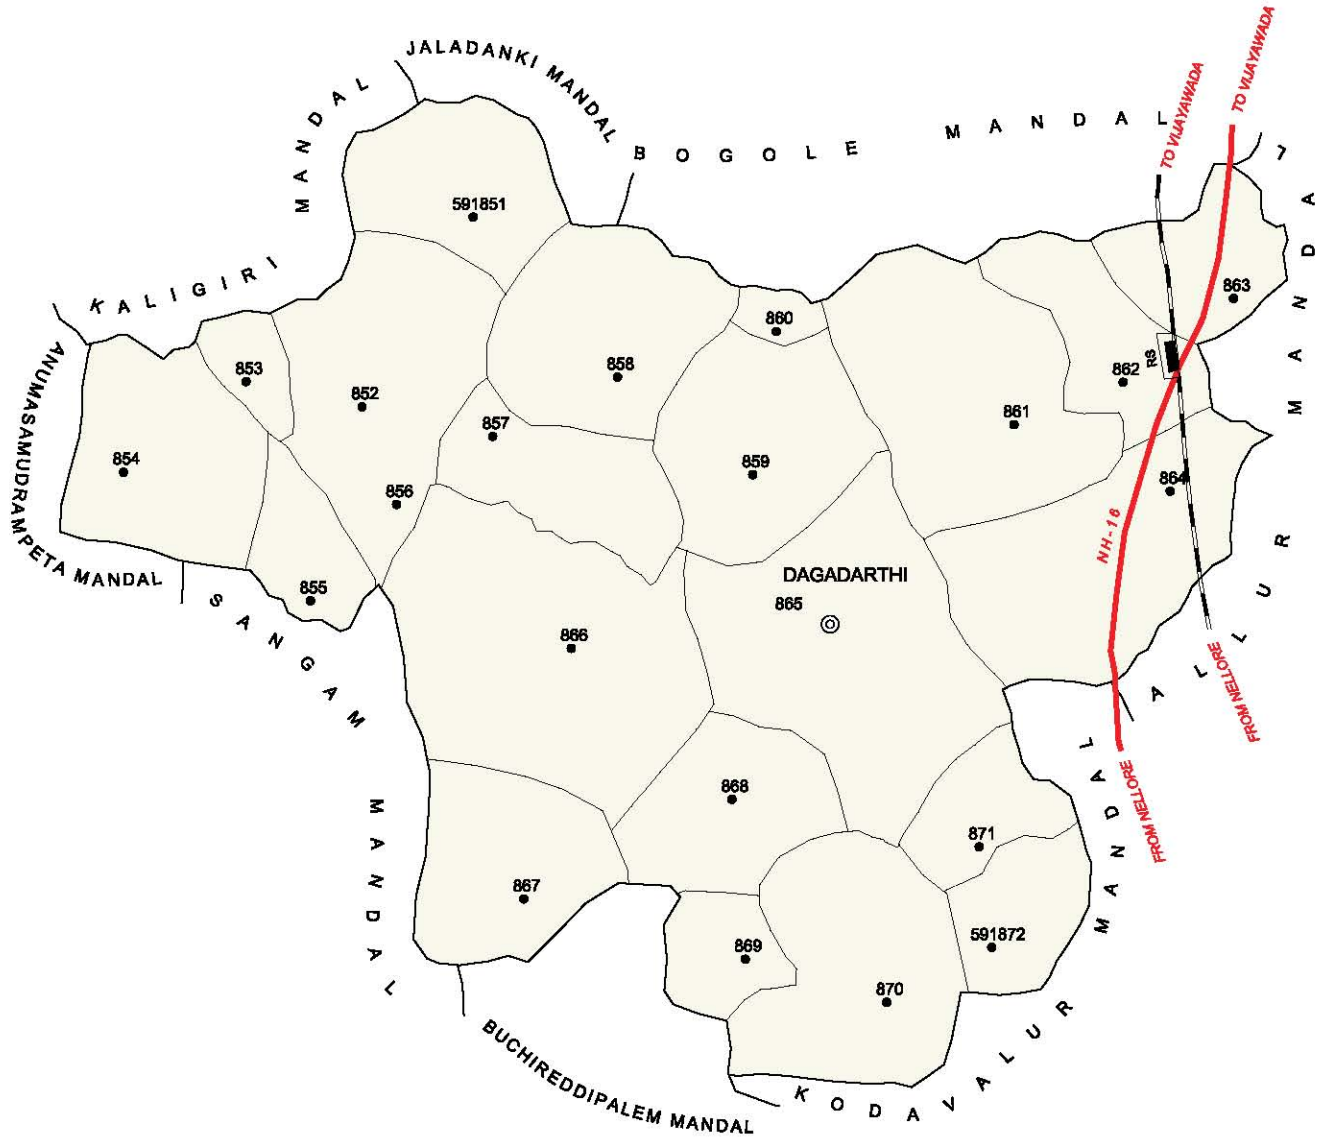 JALADANKI MANDAL
BOGOLE MANDAL
TO VIJAYAWADA
TO VIJAYAWADA
KALIGIRI MANDAL
591851
863
860
853
858
RS
862
852
861
857
854
859
864
856
ANUMASAMUDRAMPETA MANDAL
NH-16
DAGADARTHI
855
865
SANGAM MANDAL
866
ALLUR MANDAL
FROM NELLORE
FROM NELLORE
868
871
867
591872
869
870
KODAVALUR MANDAL
BUCHIREDDIPALEM MANDAL